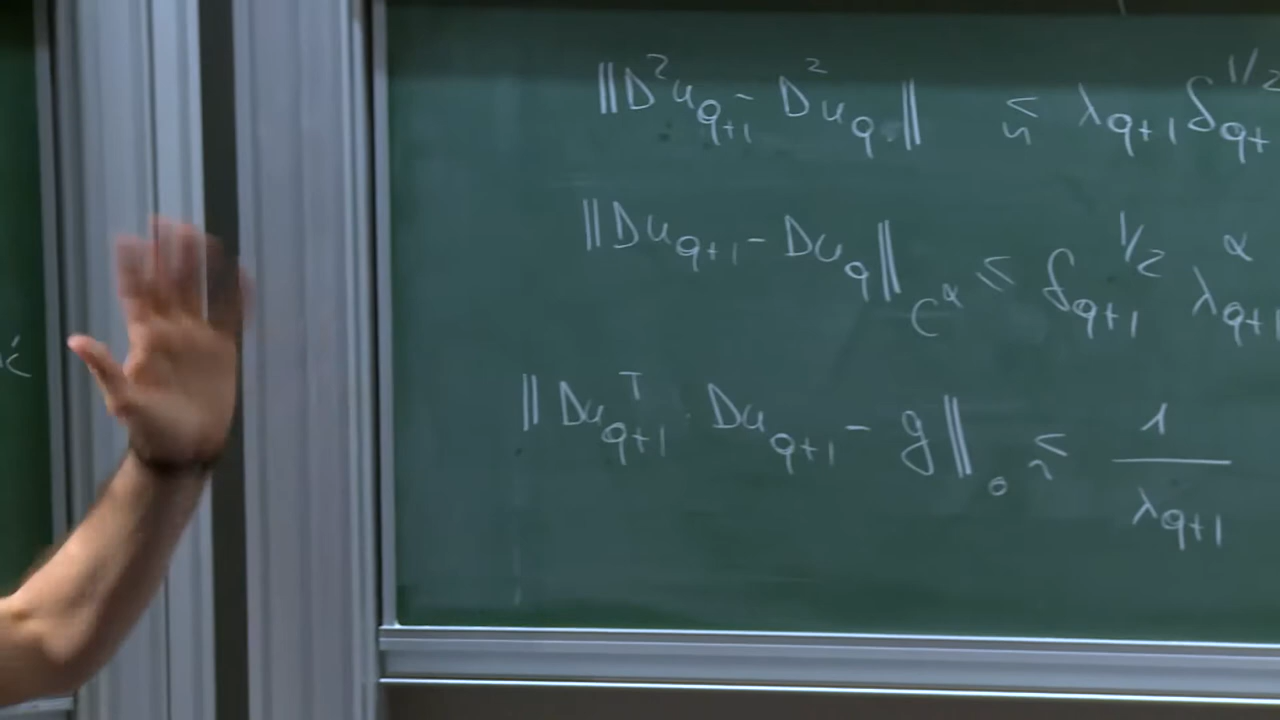 ‖D²u_{q+1} - D²u_q‖ ≲ λ_{q+1} δ_{q+}^{1/2}
‖Du_{q+1} - Du_q‖_{C^α} ≤ δ_{q+1}^{1/2} λ_{q+1}^α
‖Du_{q+1}^T · Du_{q+1} - g‖_0 ≲ 1/λ_{q+1}